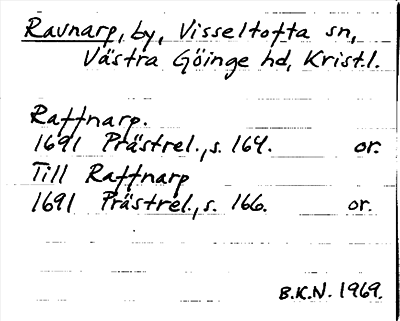 Ravnarp, by, Visseltofta sn,
Västra Göinge hd, Krist.l.
Raffnarp.
1691 Prästrel., s. 164. or.
Till Raffnarp
1691 Prästrel., s. 166. or.
B.K.N. 1969.